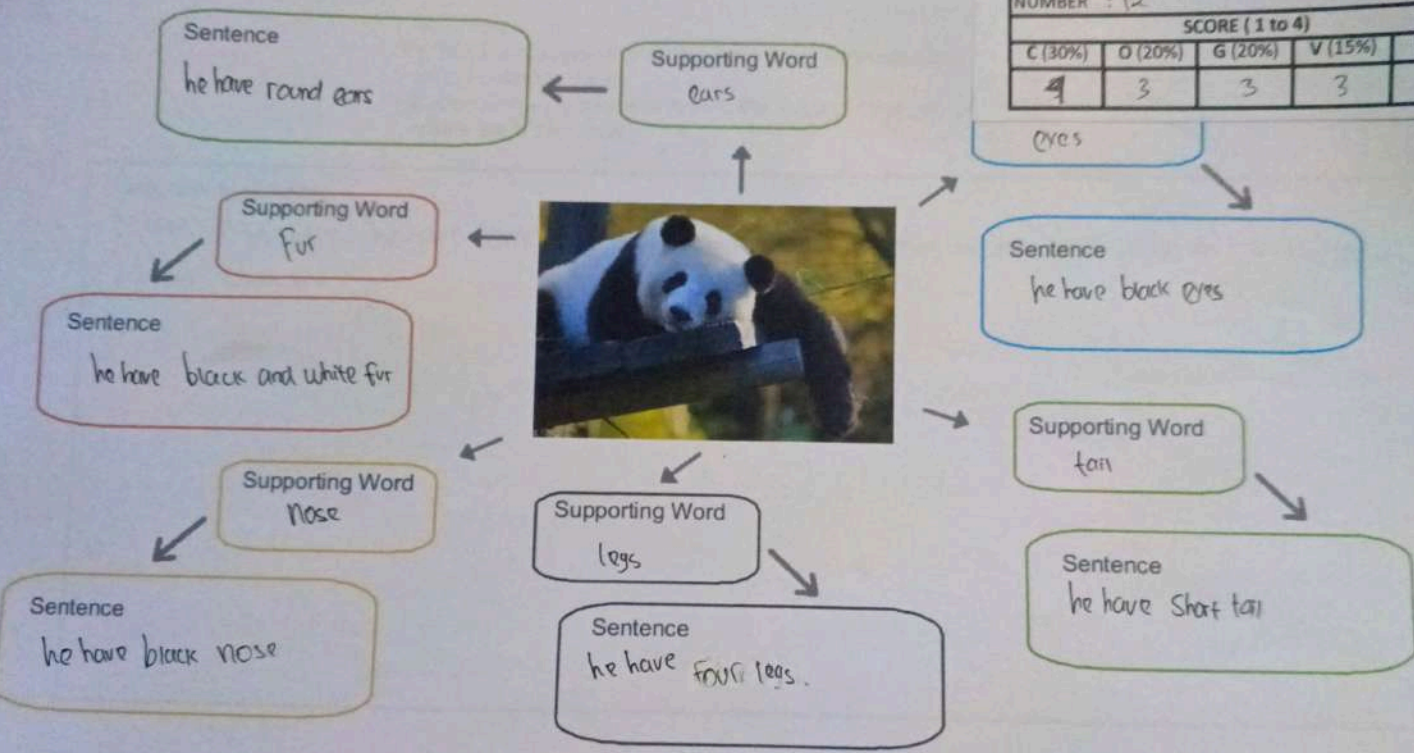 NUMBER : 12
SCORE ( 1 to 4)
C (30%) O (20%) G (20%) V (15%)
4 3 3 3
Sentence
he have round ears
Supporting Word
ears
eyes
Sentence
he have black eyes
Supporting Word
Fur
Sentence
he have black and white fur
Supporting Word
tail
Sentence
he have Short tail
Supporting Word
nose
Sentence
he have black nose
Supporting Word
legs
Sentence
he have Four legs.